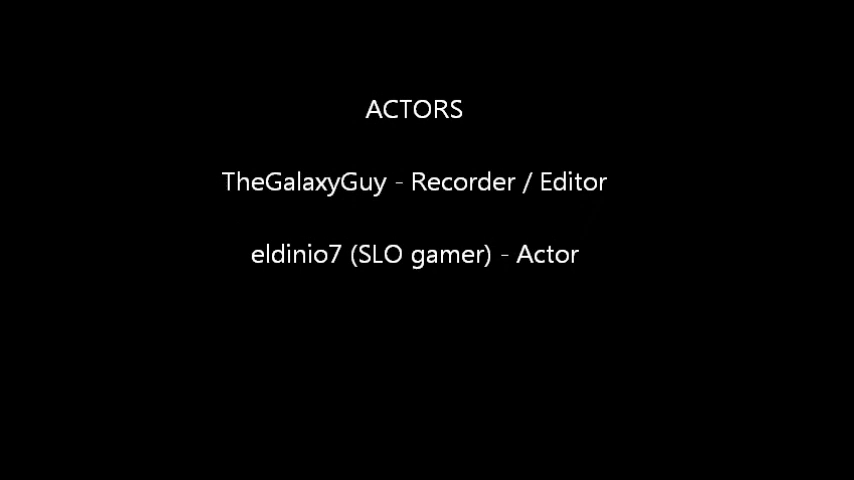 ACTORS
TheGalaxyGuy - Recorder / Editor
eldinio7 (SLO gamer) - Actor